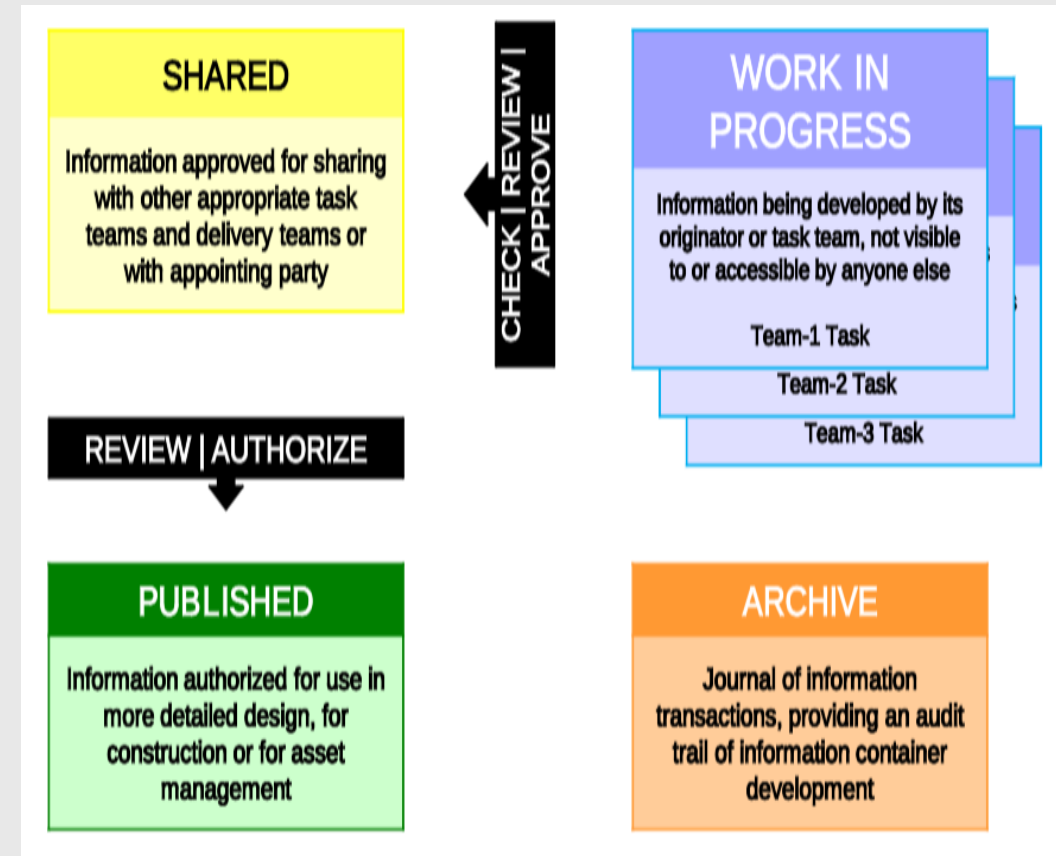 SHARED
Information approved for sharing
with other appropriate task
teams and delivery teams or
with appointing party
CHECK | REVIEW |
APPROVE
WORK IN
PROGRESS
Information being developed by its
originator or task team, not visible
to or accessible by anyone else
Team-1 Task
Team-2 Task
Team-3 Task
REVIEW | AUTHORIZE
PUBLISHED
Information authorized for use in
more detailed design, for
construction or for asset
management
ARCHIVE
Journal of information
transactions, providing an audit
trail of information container
development